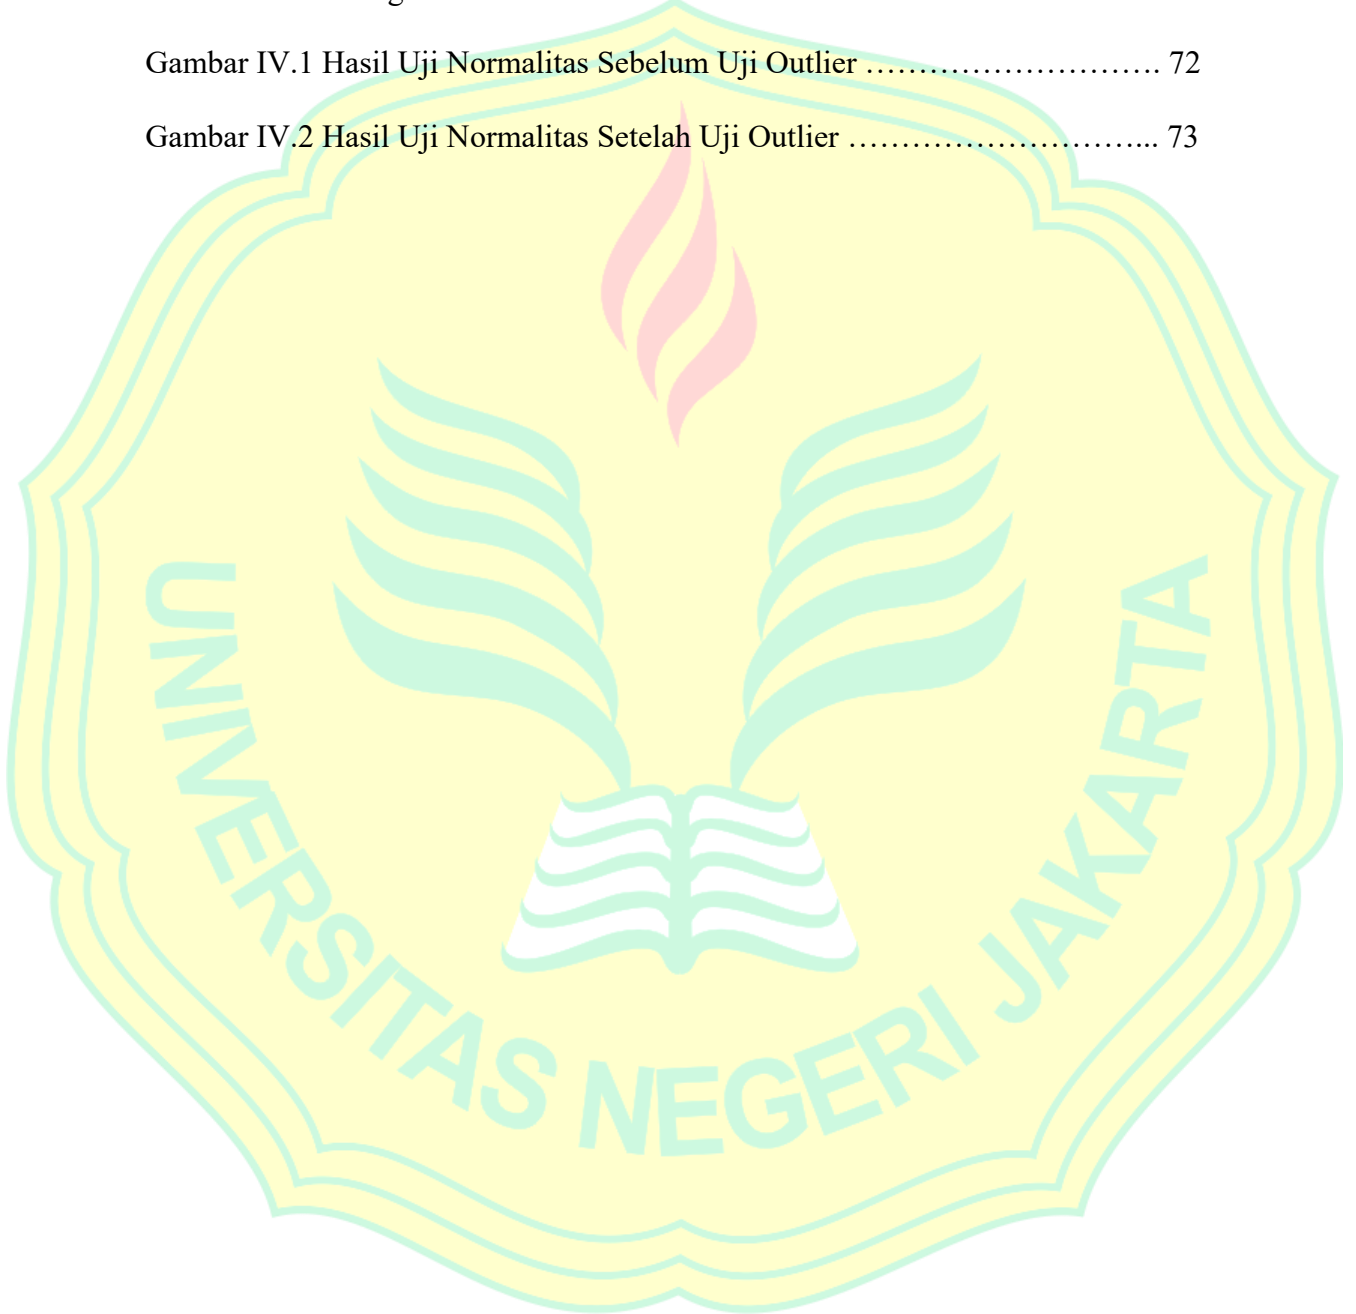 Gambar IV.1 Hasil Uji Normalitas Sebelum Uji Outlier ………………………. 72
Gambar IV.2 Hasil Uji Normalitas Setelah Uji Outlier ………………………... 73
UNIVERSITAS NEGERI JAKARTA